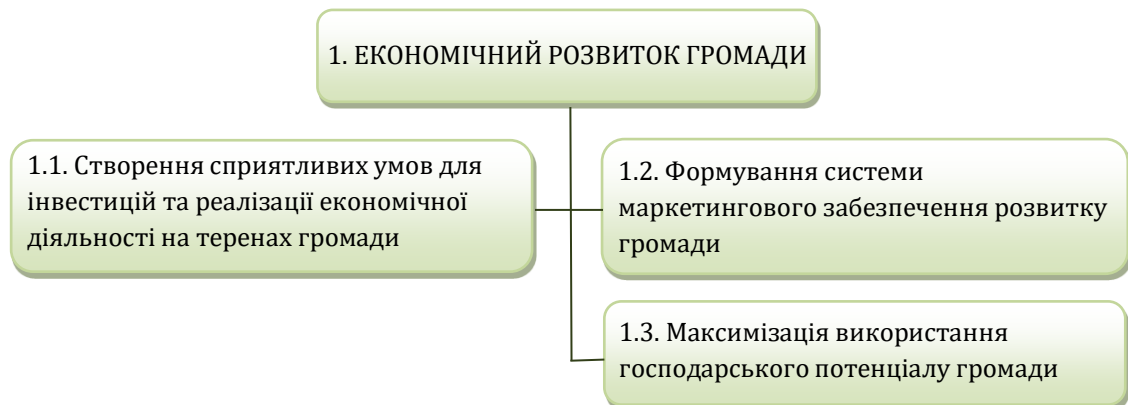 1. ЕКОНОМІЧНИЙ РОЗВИТОК ГРОМАДИ
1.1. Створення сприятливих умов для
інвестицій та реалізації економічної
діяльності на теренах громади
1.2. Формування системи
маркетингового забезпечення розвитку
громади
1.3. Максимізація використання
господарського потенціалу громади